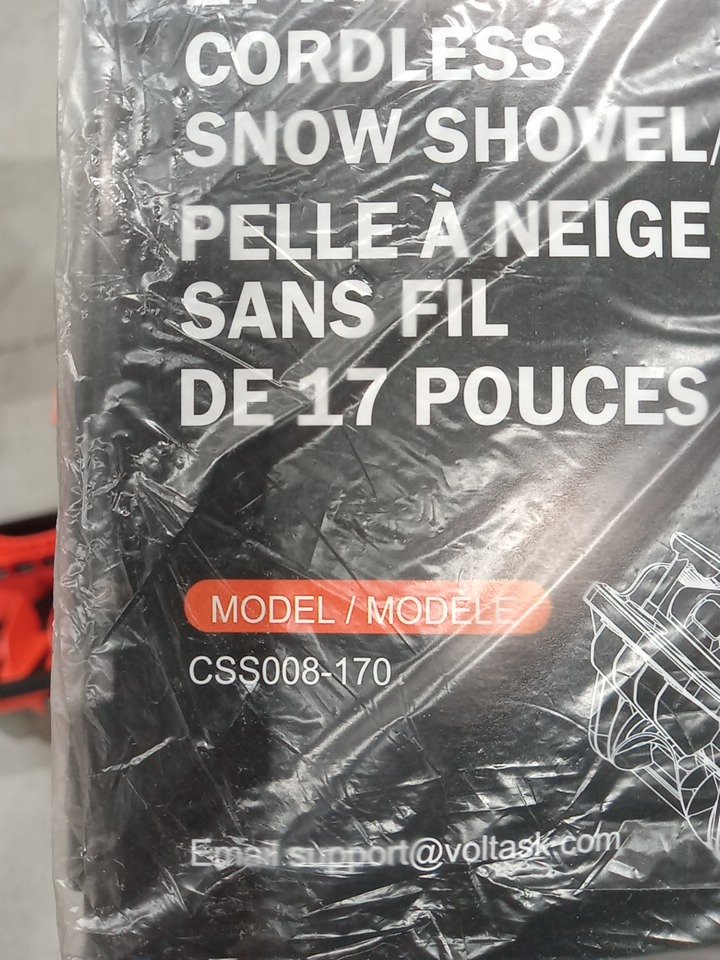 CORDLESS
SNOW SHOVEL/
PELLE À NEIGE
SANS FIL
DE 17 POUCES
MODEL / MODÈLE
CSS008-170
Email support@voltask.com